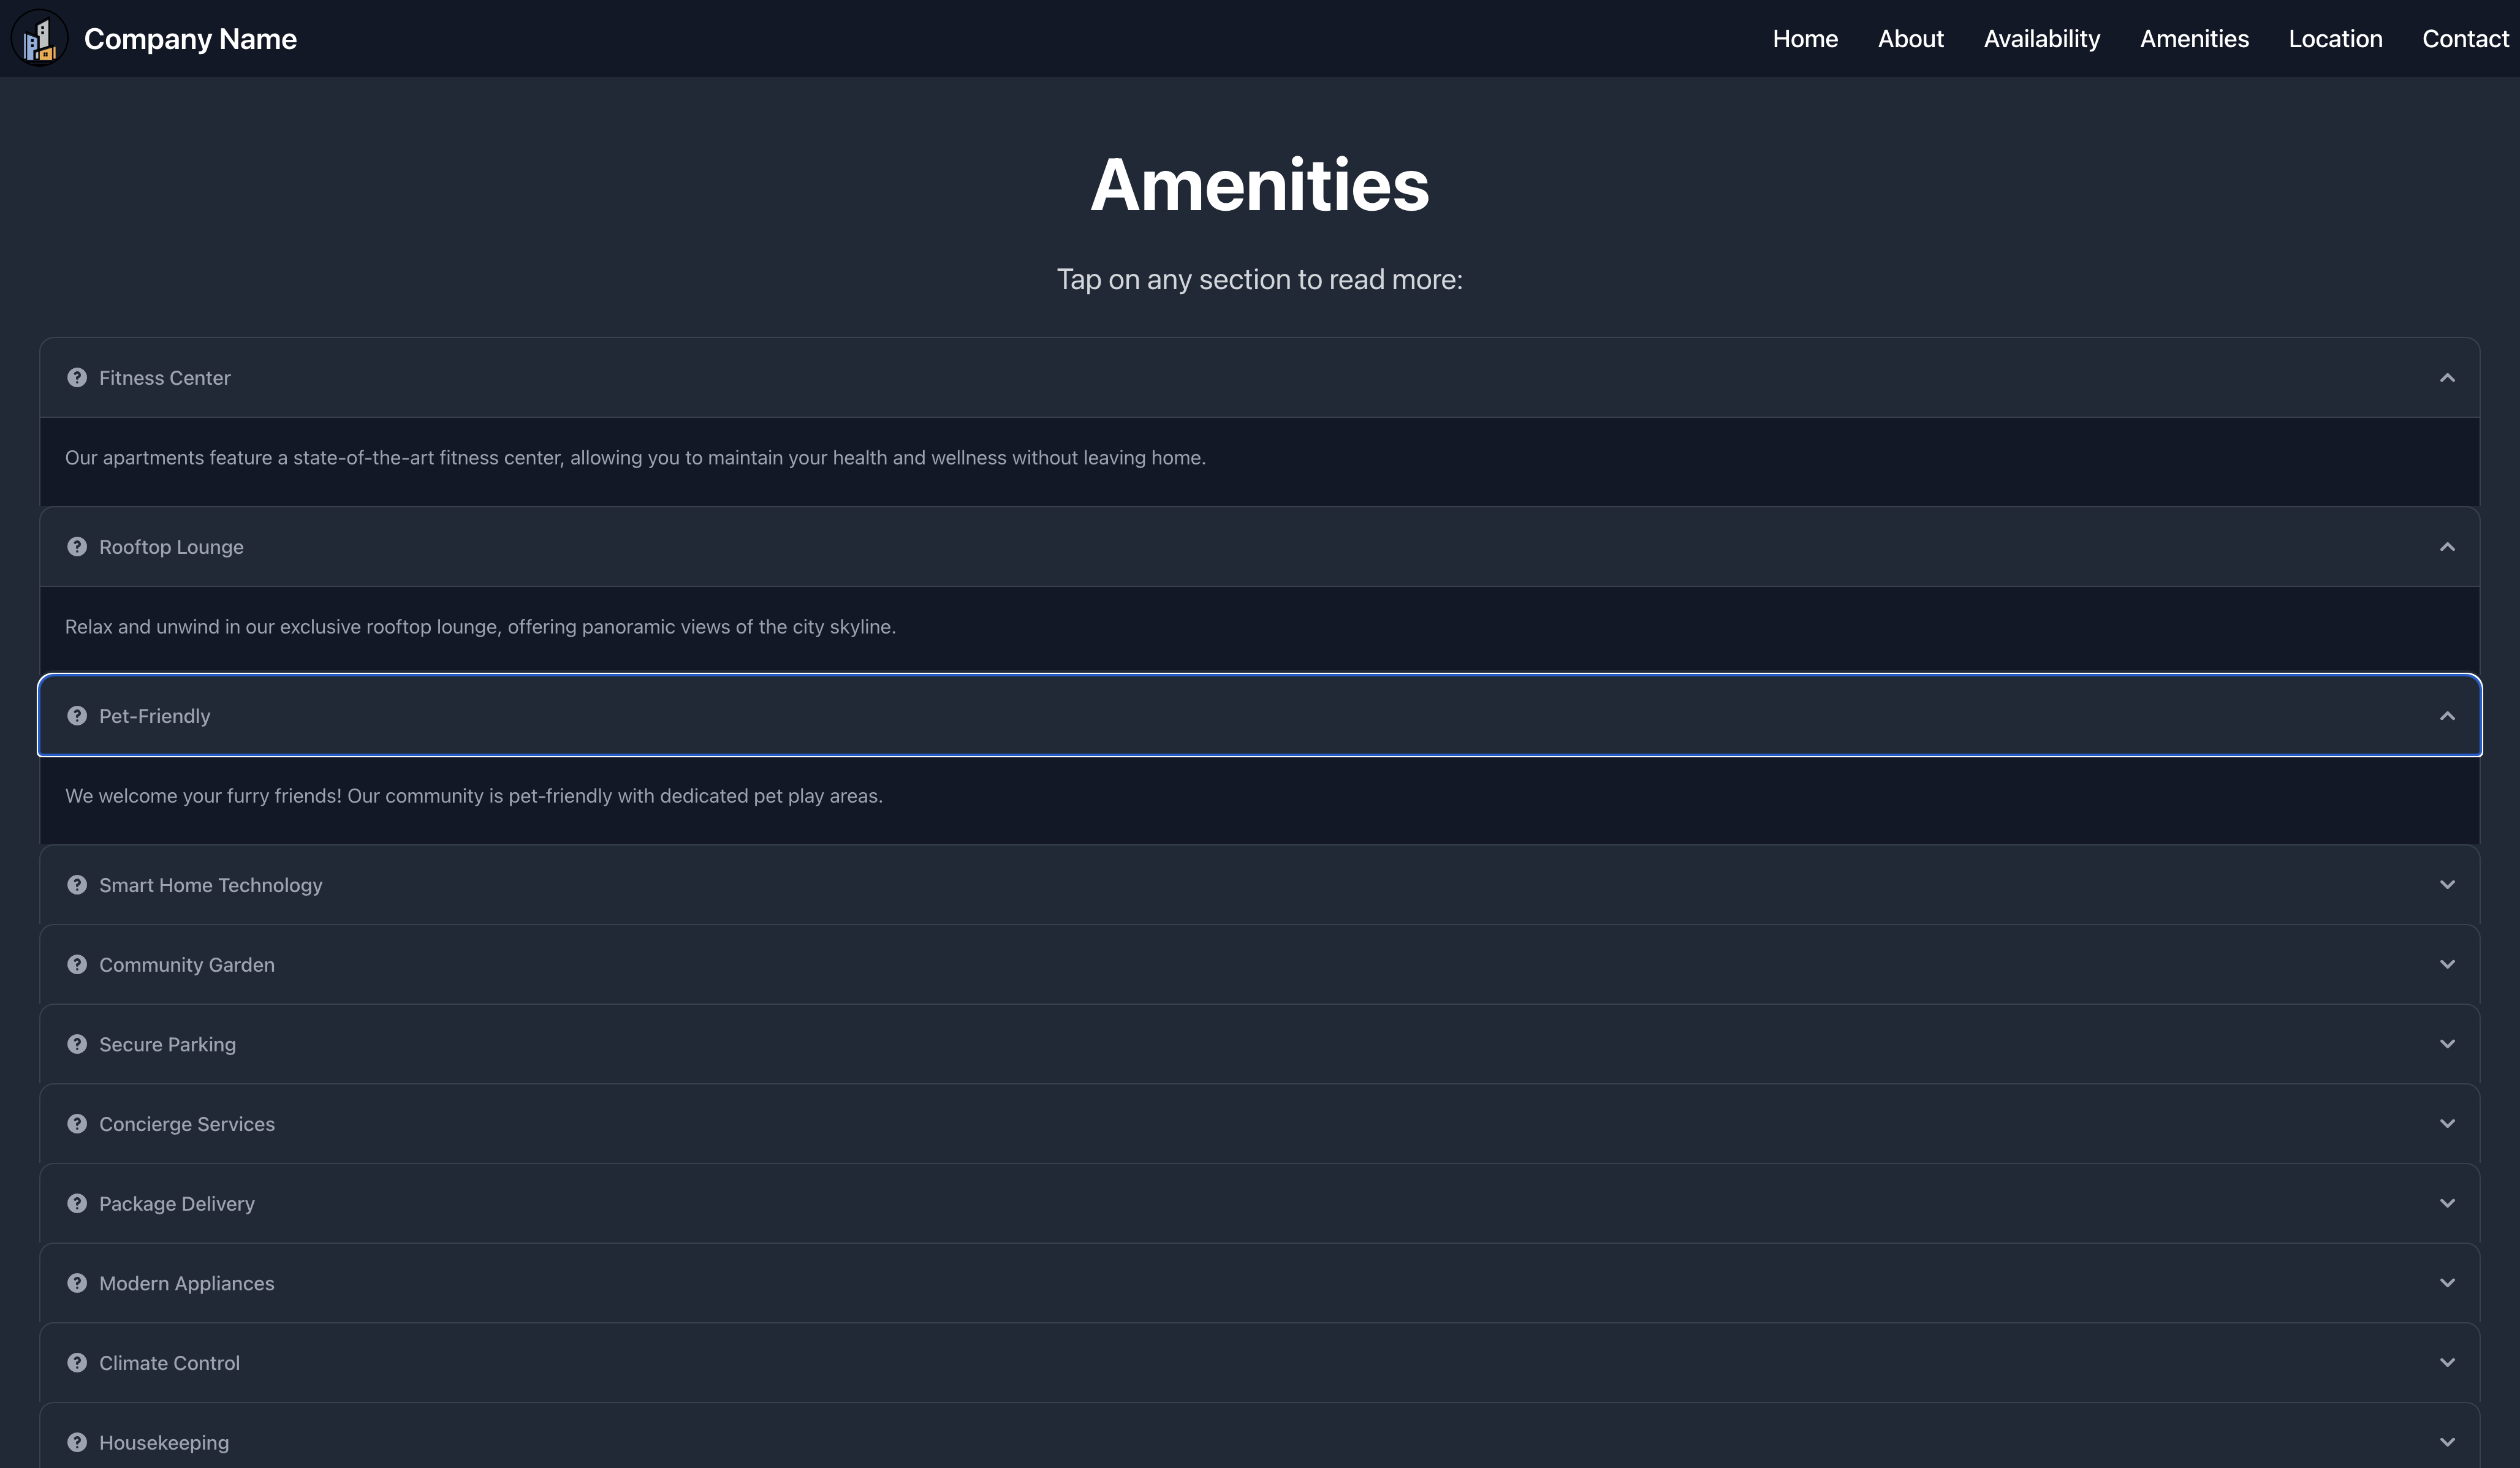 Company Name
Home About Availability Amenities Location Contact
Amenities
Tap on any section to read more:
Fitness Center
Our apartments feature a state-of-the-art fitness center, allowing you to maintain your health and wellness without leaving home.
Rooftop Lounge
Relax and unwind in our exclusive rooftop lounge, offering panoramic views of the city skyline.
Pet-Friendly
We welcome your furry friends! Our community is pet-friendly with dedicated pet play areas.
Smart Home Technology
Community Garden
Secure Parking
Concierge Services
Package Delivery
Modern Appliances
Climate Control
Housekeeping